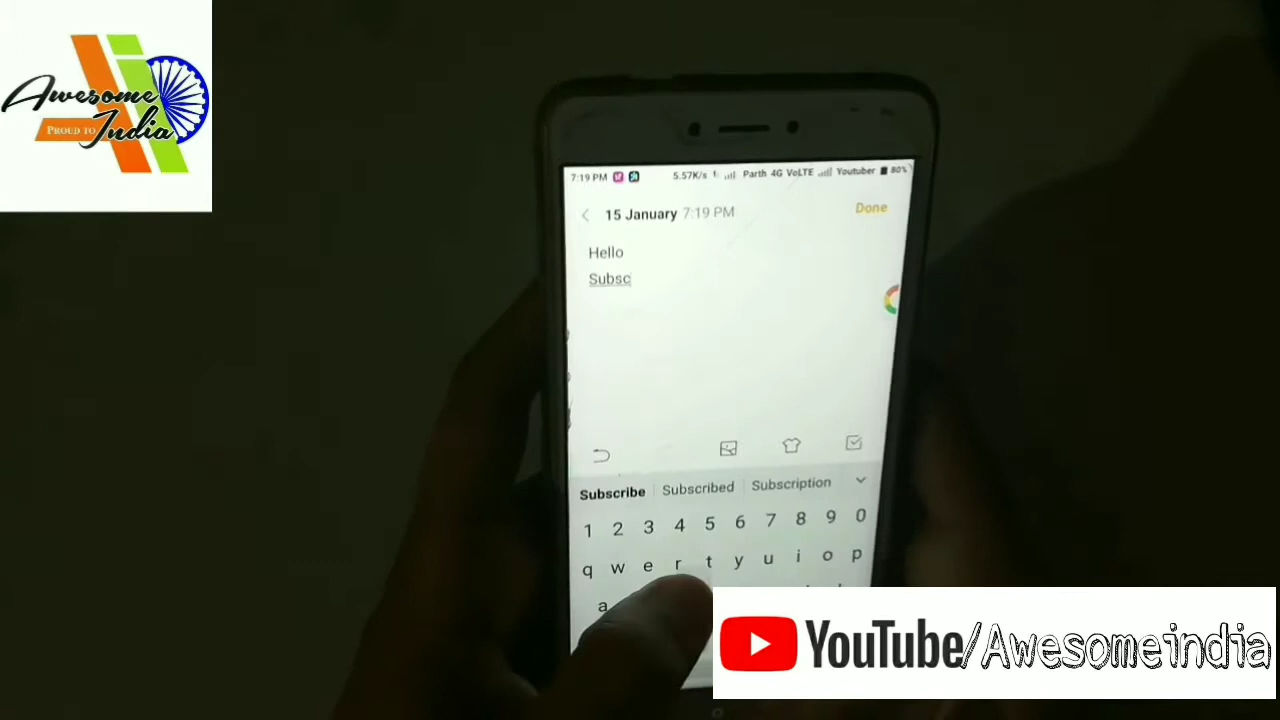 Awesome
PROUD TO India
7:19 PM 5.57K/s Parth 4G VoLTE Youtuber 80%
15 January 7:19 PM Done
Hello
Subsc
Subscribe Subscribed Subscription
1 2 3 4 5 6 7 8 9 0
q w e r t y u i o p
a
YouTube/Awesomeindia